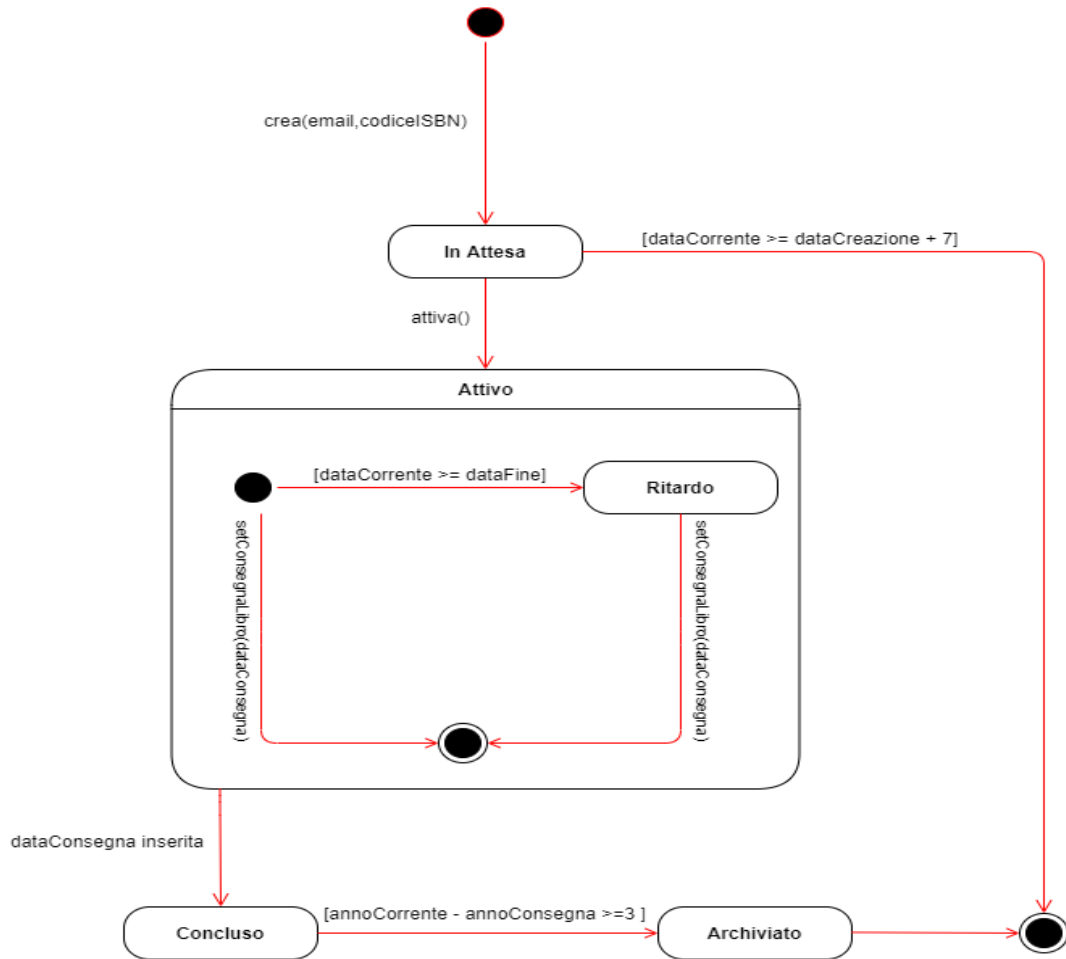 crea(email,codiceISBN)
[dataCorrente >= dataCreazione + 7]
In Attesa
attiva()
Attivo
[dataCorrente >= dataFine]
Ritardo
setConsegnaLibro(dataConsegna)
setConsegnaLibro(dataConsegna)
dataConsegna inserita
[annoCorrente - annoConsegna >=3 ]
Concluso
Archiviato